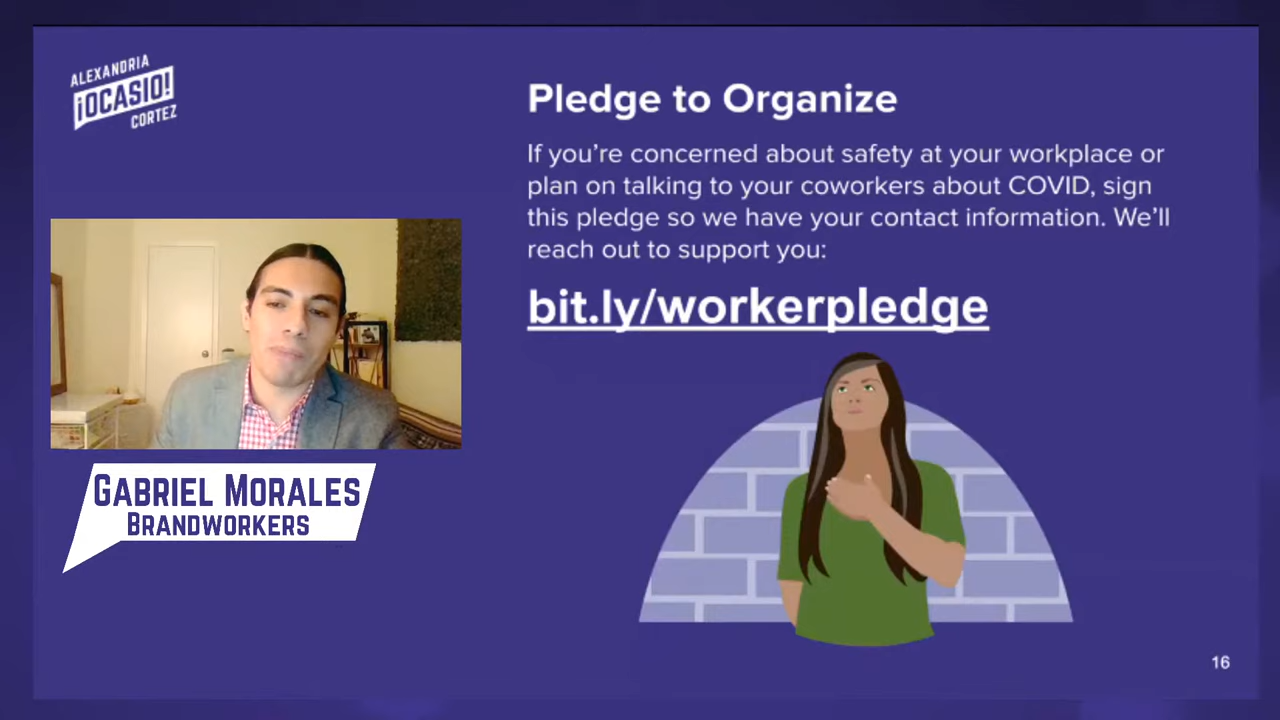 ALEXANDRIA
¡OCASIO!
CORTEZ
Pledge to Organize
If you're concerned about safety at your workplace or
plan on talking to your coworkers about COVID, sign
this pledge so we have your contact information. We'll
reach out to support you:
bit.ly/workerpledge
GABRIEL MORALES
BRANDWORKERS
16